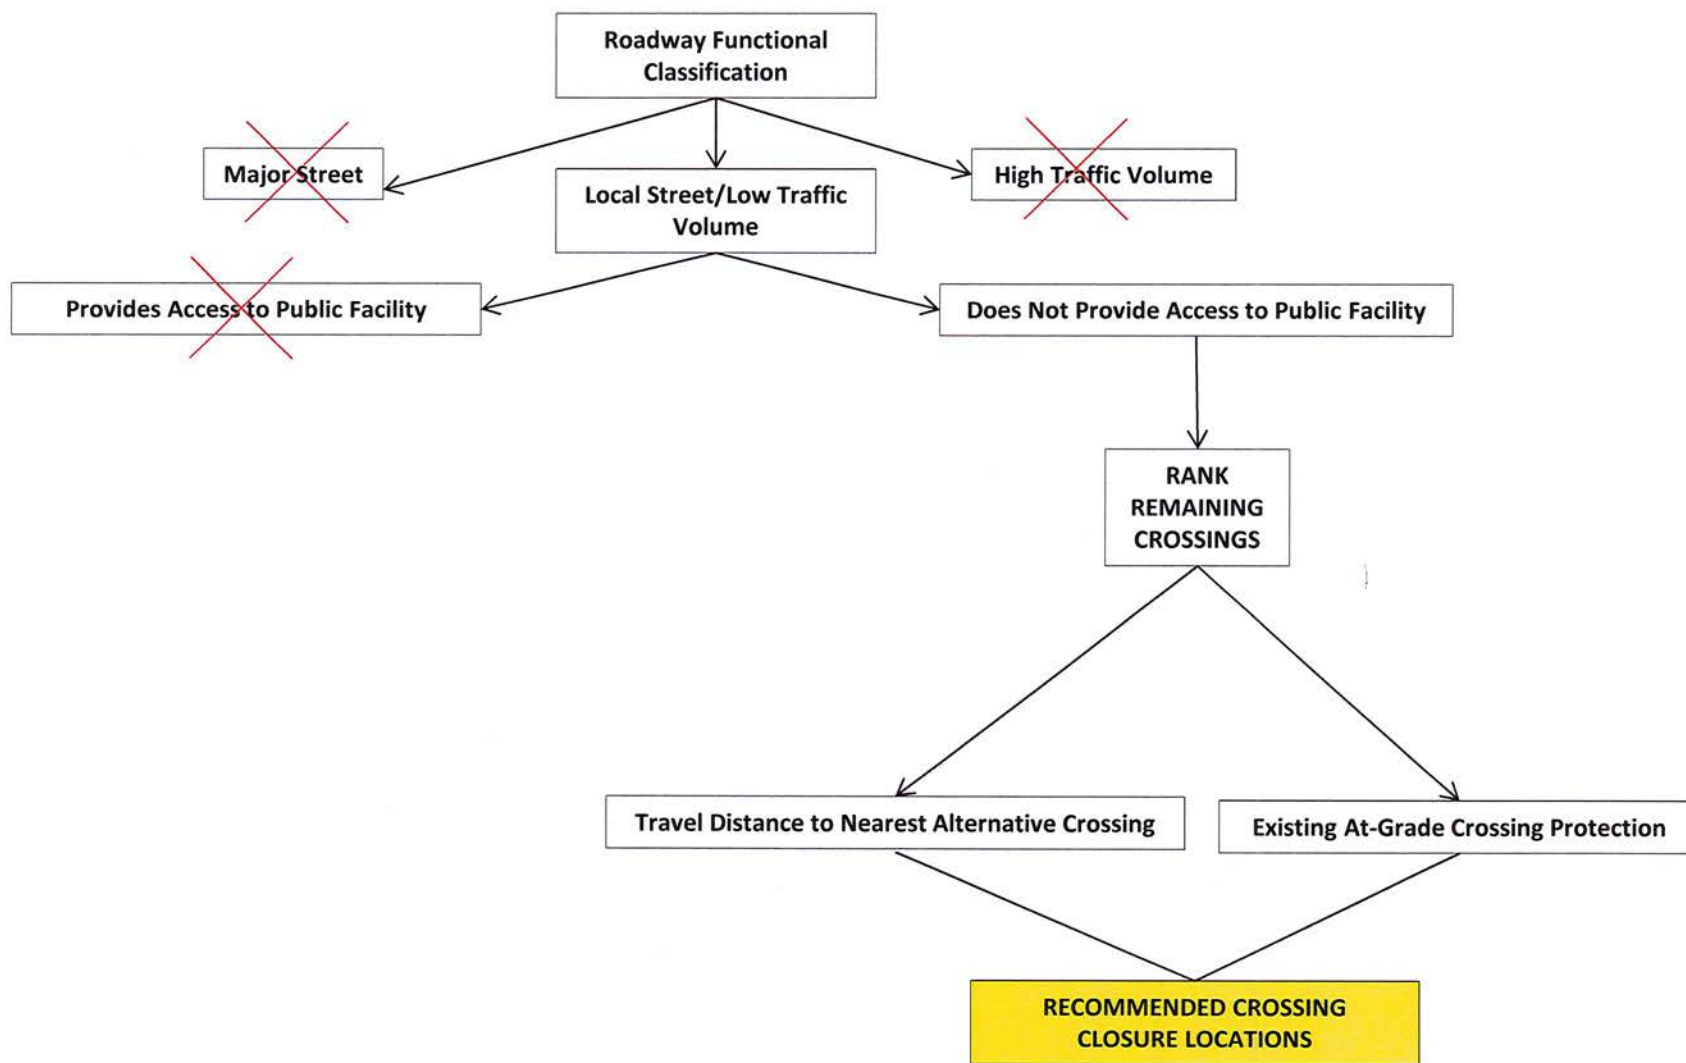 Roadway Functional
Classification
Major Street
Local Street/Low Traffic
Volume
High Traffic Volume
Provides Access to Public Facility
Does Not Provide Access to Public Facility
RANK
REMAINING
CROSSINGS
Travel Distance to Nearest Alternative Crossing
Existing At-Grade Crossing Protection
RECOMMENDED CROSSING
CLOSURE LOCATIONS